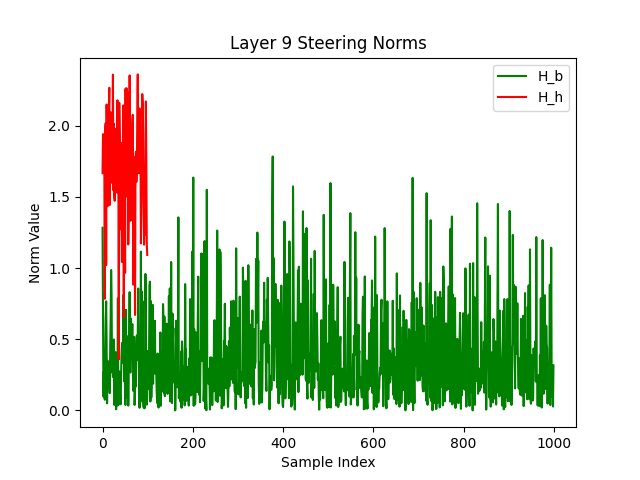 Layer 9 Steering Norms
H_b
H_h
Norm Value
2.0
1.5
1.0
0.5
0.0
0 200 400 600 800 1000
Sample Index